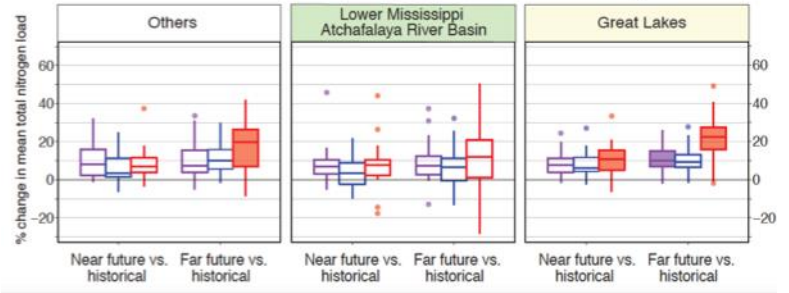 Others
Lower Mississippi
Atchafalaya River Basin
Great Lakes
% change in mean total nitrogen load
60
40
20
0
−20
60
40
20
0
−20
Near future vs.
historical
Far future vs.
historical
Near future vs.
historical
Far future vs.
historical
Near future vs.
historical
Far future vs.
historical